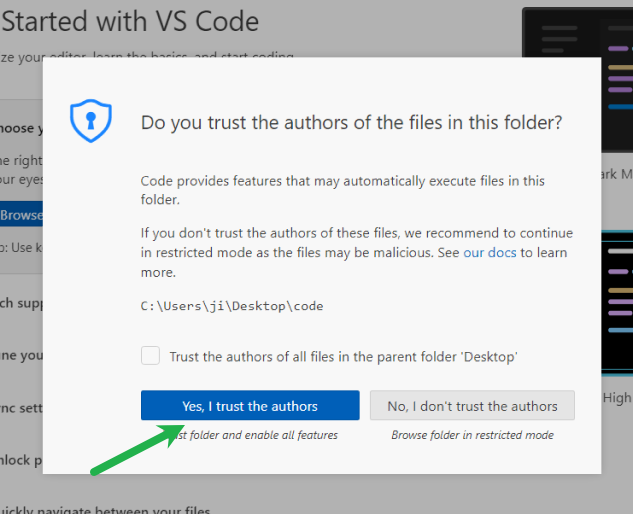 Started with VS Code
ze your editor, learn the basics, and start coding
Do you trust the authors of the files in this folder?
Code provides features that may automatically execute files in this
folder.
If you don't trust the authors of these files, we recommend to continue
in restricted mode as the files may be malicious. See our docs to learn
more.
C:\Users\ji\Desktop\code
Trust the authors of all files in the parent folder 'Desktop'
Yes, I trust the authors
No, I don't trust the authors
folder and enable all features
Browse folder in restricted mode
hoose y
he right
our eyes
Browse
p: Use k
ch supp
ne you
nc sett
nlock p
uickly navigate between your files
ark M
High